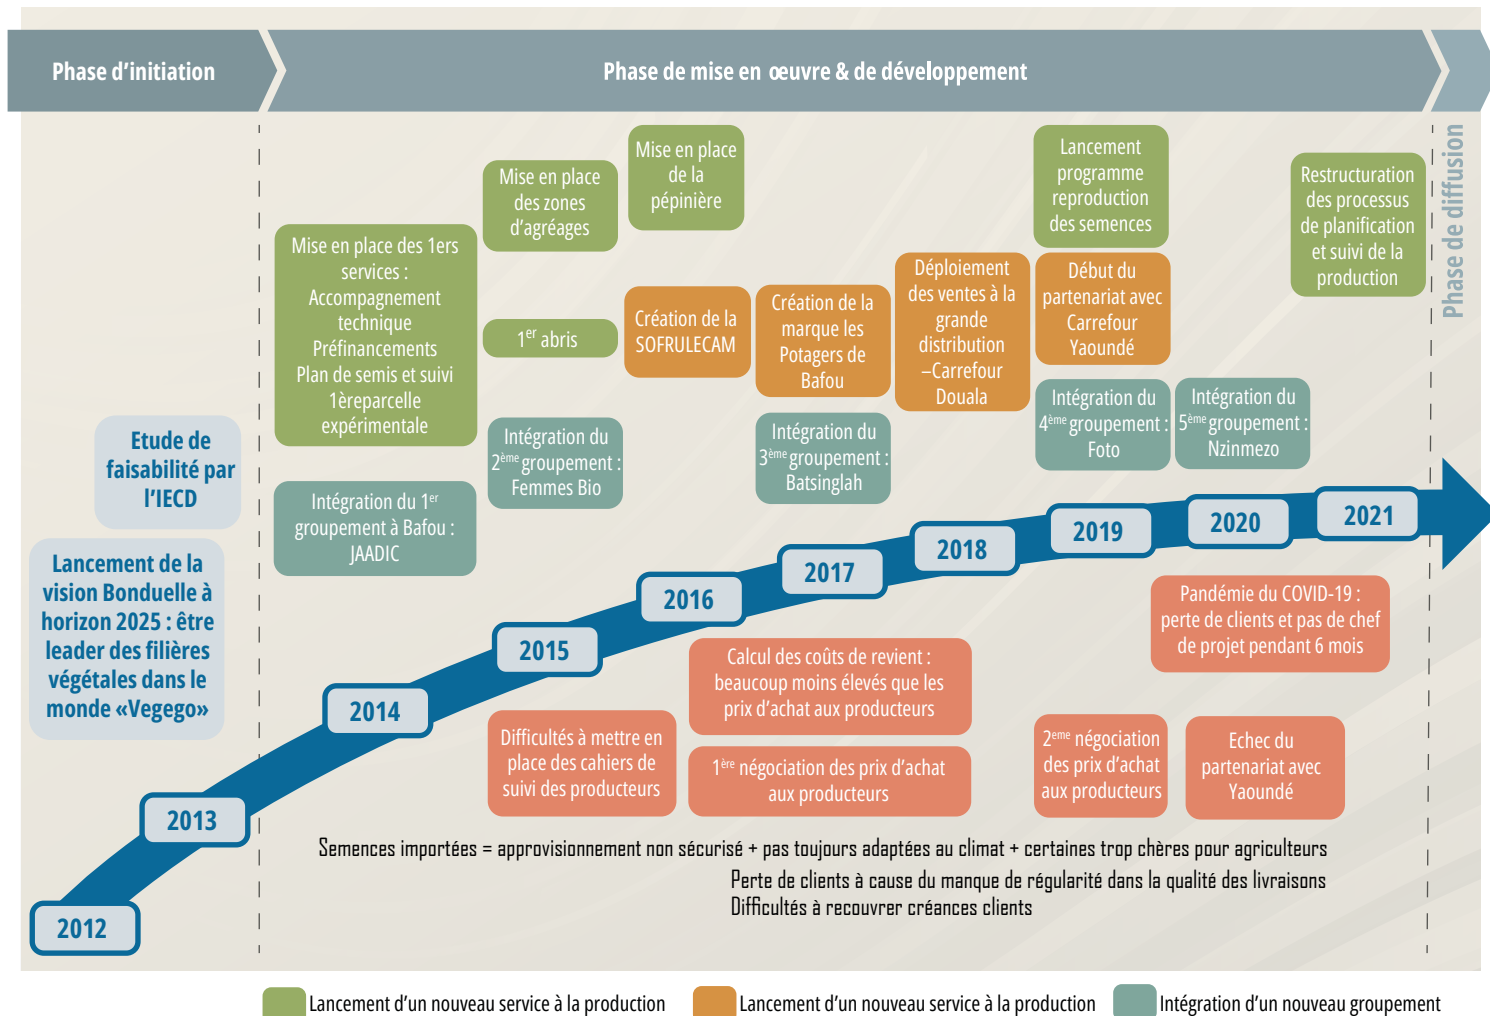 Phase d'initiation
Phase de mise en œuvre & de développement
Phase de diffusion
Etude de
faisabilité par
l'IECD
Lancement de la
vision Bonduelle à
horizon 2025 : être
leader des filières
végétales dans le
monde «Vegego»
Mise en place des 1ers
services :
Accompagnement
technique
Préfinancements
Plan de semis et suivi
1èreparcelle
expérimentale
Intégration du 1er
groupement à Bafou :
JAADIC
Mise en place
des zones
d'agréages
1er abris
Intégration du
2ème groupement :
Femmes Bio
Mise en place
de la
pépinière
Création de la
SOFRULECAM
Création de la
marque les
Potagers de
Bafou
Intégration du
3ème groupement :
Batsinglah
Déploiement
des ventes à la
grande
distribution
–Carrefour
Douala
Lancement
programme
reproduction
des semences
Début du
partenariat avec
Carrefour
Yaoundé
Intégration du
4ème groupement :
Foto
Intégration du
5ème groupement :
Nzinmezo
Restructuration
des processus
de planification
et suivi de la
production
2012
2013
2014
2015
2016
2017
2018
2019
2020
2021
Difficultés à mettre en
place des cahiers de
suivi des producteurs
Calcul des coûts de revient :
beaucoup moins élevés que les
prix d'achat aux producteurs
1ère négociation des prix d'achat
aux producteurs
Pandémie du COVID-19 :
perte de clients et pas de chef
de projet pendant 6 mois
2eme négociation
des prix d'achat
aux producteurs
Echec du
partenariat avec
Yaoundé
Semences importées = approvisionnement non sécurisé + pas toujours adaptées au climat + certaines trop chères pour agriculteurs
Perte de clients à cause du manque de régularité dans la qualité des livraisons
Difficultés à recouvrer créances clients
Lancement d'un nouveau service à la production
Lancement d'un nouveau service à la production
Intégration d'un nouveau groupement